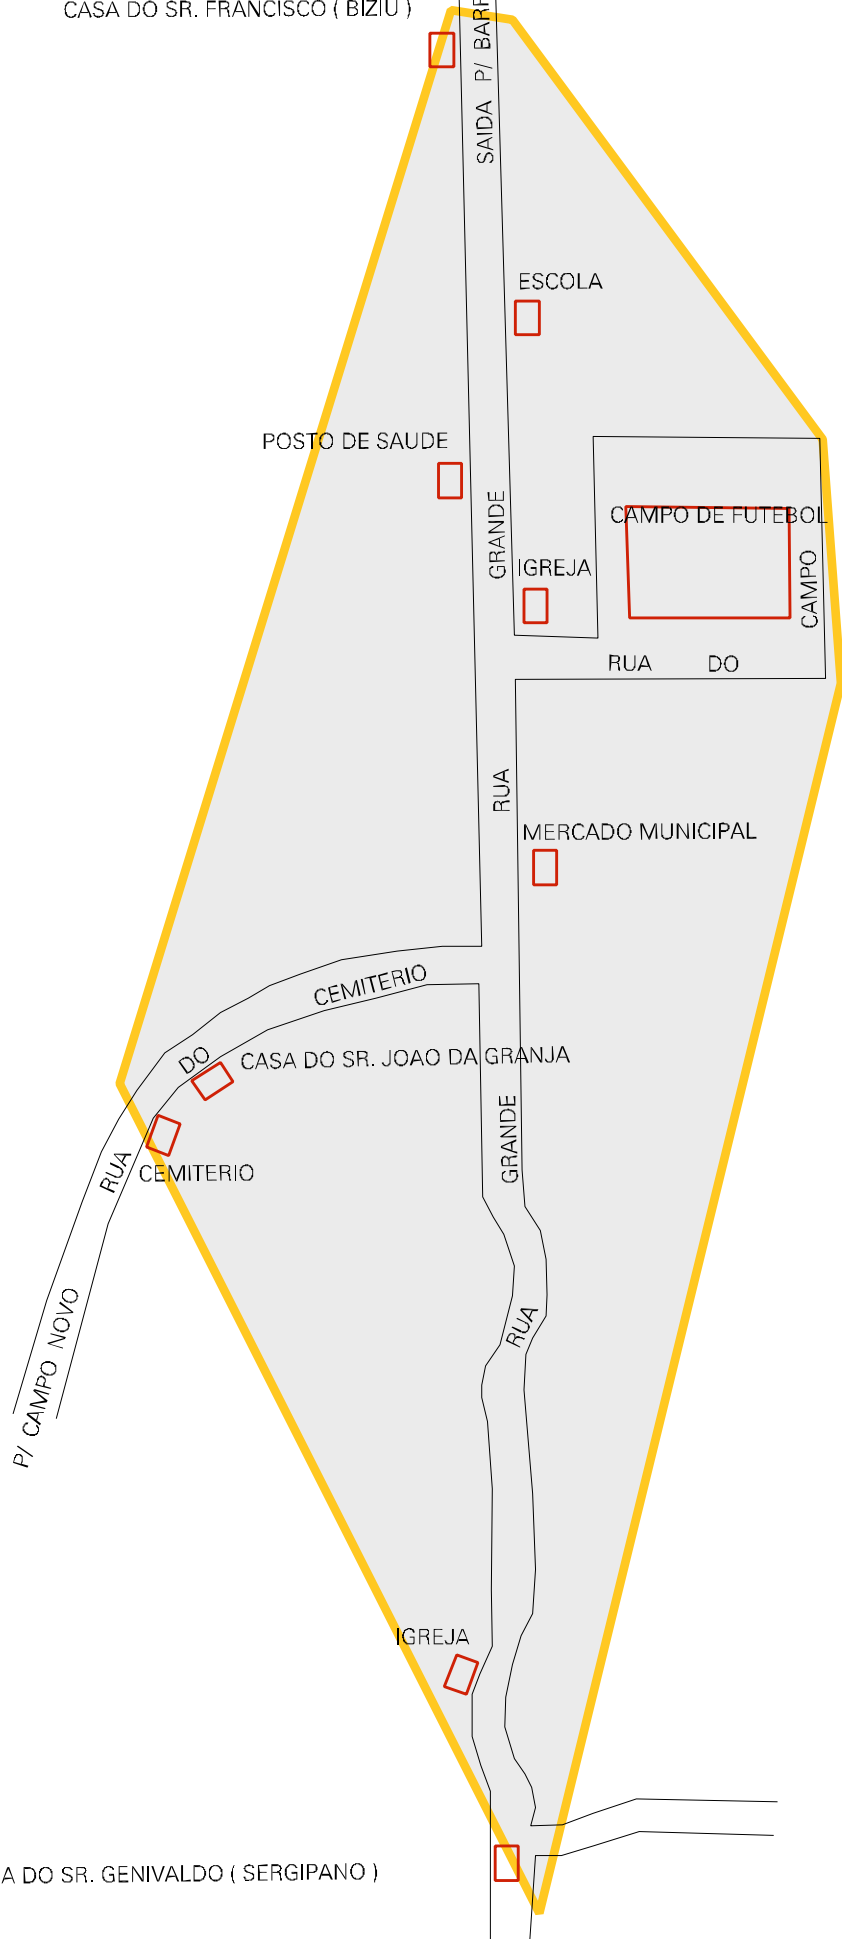 CASA DO SR. FRANCISCO ( BIZIU )
SAIDA P/ BARR
ESCOLA
POSTO DE SAUDE
GRANDE
CAMPO DE FUTEBOL
IGREJA
CAMPO
RUA DO
RUA
MERCADO MUNICIPAL
CEMITERIO
DO
CASA DO SR. JOAO DA GRANJA
GRANDE
RUA
CEMITERIO
P/ CAMPO NOVO
RUA
IGREJA
A DO SR. GENIVALDO ( SERGIPANO )